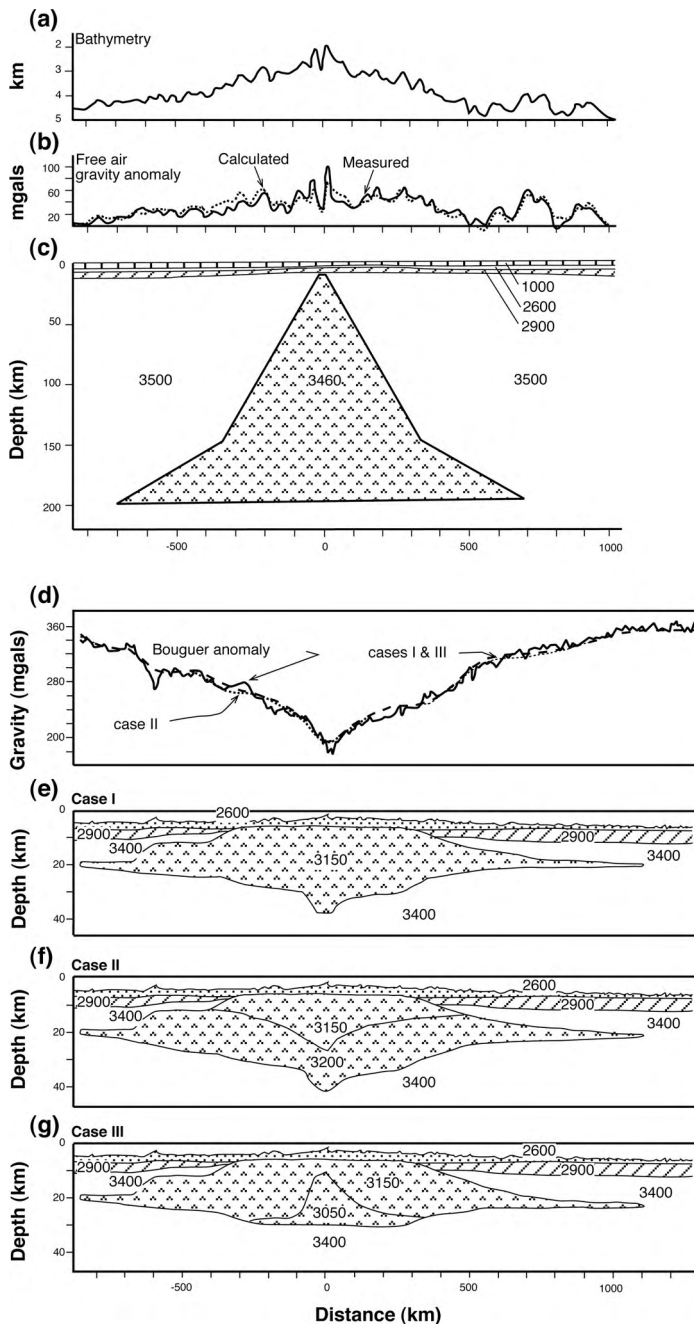 (a)
Bathymetry
km
2
3
4
5
(b)
Free air
gravity anomaly
Calculated
Measured
mgals
100
60
20
(c)
0
50
100
150
200
Depth (km)
1000
2600
2900
3500
3460
3500
-500
0
500
1000
(d)
Gravity (mgals)
360
280
200
Bouguer anomaly
cases I & III
case II
(e)
Case I
Depth (km)
0
20
40
2600
2900
2900
3400
3400
3150
3400
(f)
Case II
Depth (km)
0
20
40
2600
2900
2900
3400
3400
3150
3200
3400
(g)
Case III
Depth (km)
0
20
40
2600
2900
2900
3400
3400
3150
3050
3400
-500
0
500
1000
Distance (km)